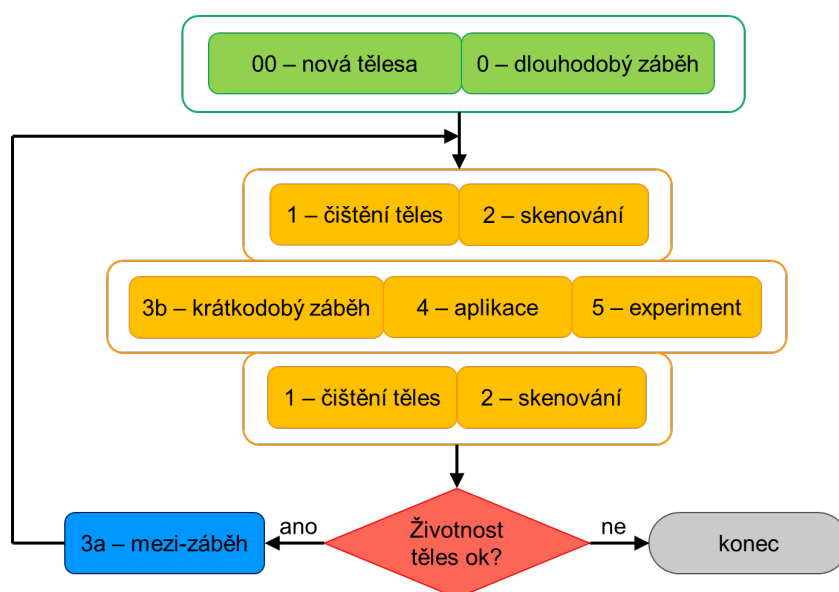 00 – nová tělesa
0 – dlouhodobý záběh
1 – čištění těles
2 – skenování
3b – krátkodobý záběh
4 – aplikace
5 – experiment
1 – čištění těles
2 – skenování
3a – mezi-záběh
ano
Životnost
těles ok?
ne
konec